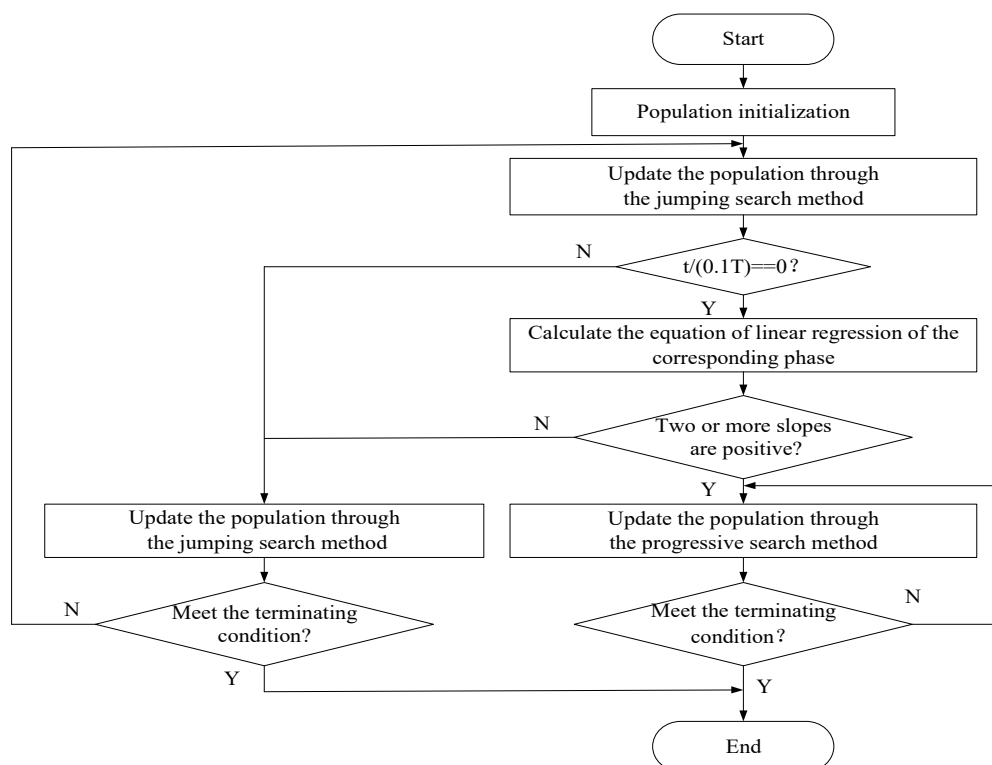 Start
Population initialization
Update the population through
the jumping search method
N
t/(0.1T)==0？
Y
Calculate the equation of linear regression of the
corresponding phase
N
Two or more slopes
are positive?
Y
Update the population through
the jumping search method
Update the population through
the progressive search method
N
Meet the terminating
condition?
Y
Meet the terminating
condition？
N
Y
End